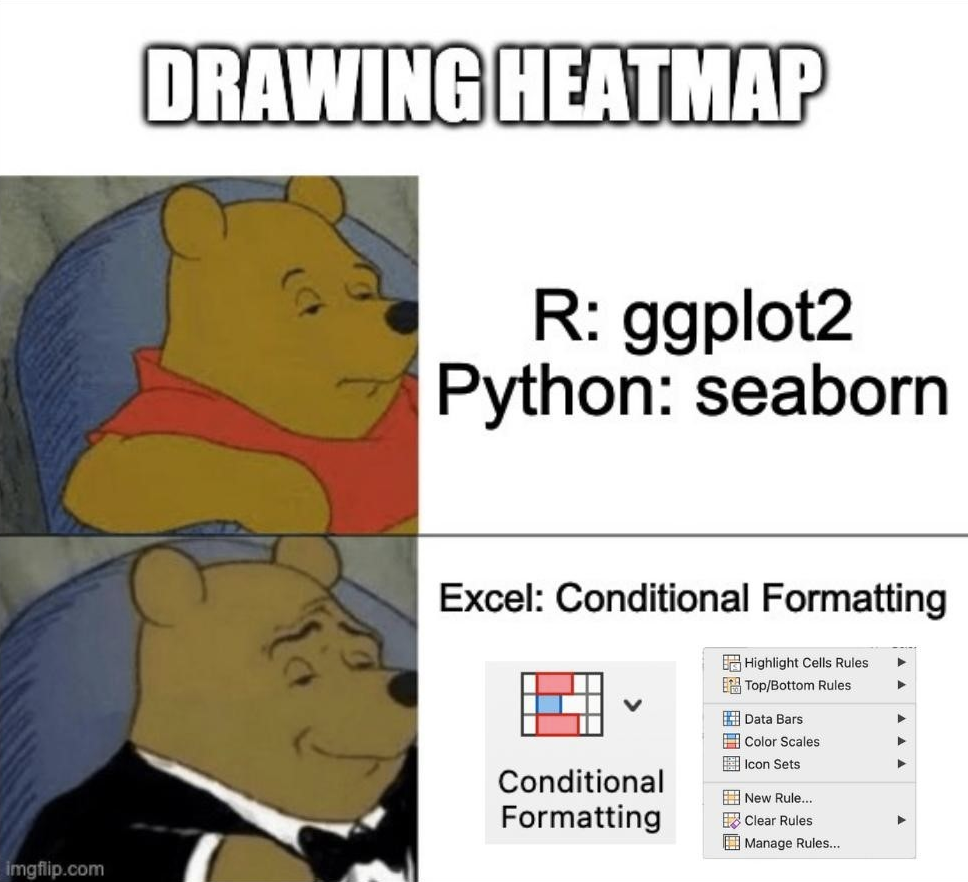 DRAWING HEATMAP
R: ggplot2
Python: seaborn
Excel: Conditional Formatting
Conditional
Formatting
Highlight Cells Rules
Top/Bottom Rules
Data Bars
Color Scales
Icon Sets
New Rule...
Clear Rules
Manage Rules...
imgflip.com